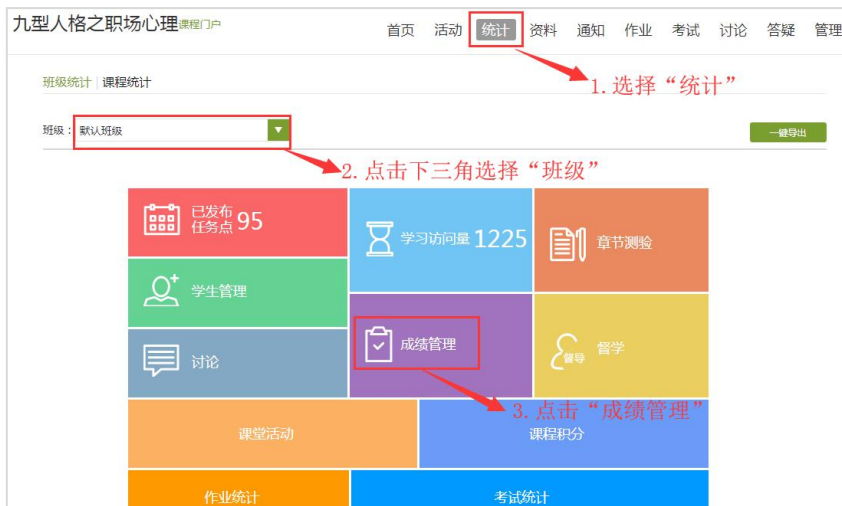 九型人格之职场心理课程门户
首页 活动 统计 资料 通知 作业 考试 讨论 答疑 管理
1. 选择“统计”
班级统计 | 课程统计
班级：默认班级
一键导出
2. 点击下三角选择“班级”
已发布
任务点 95
学习访问量 1225
章节测验
学生管理
成绩管理
督导 督学
讨论
3. 点击“成绩管理”
课堂活动
课程积分
作业统计
考试统计